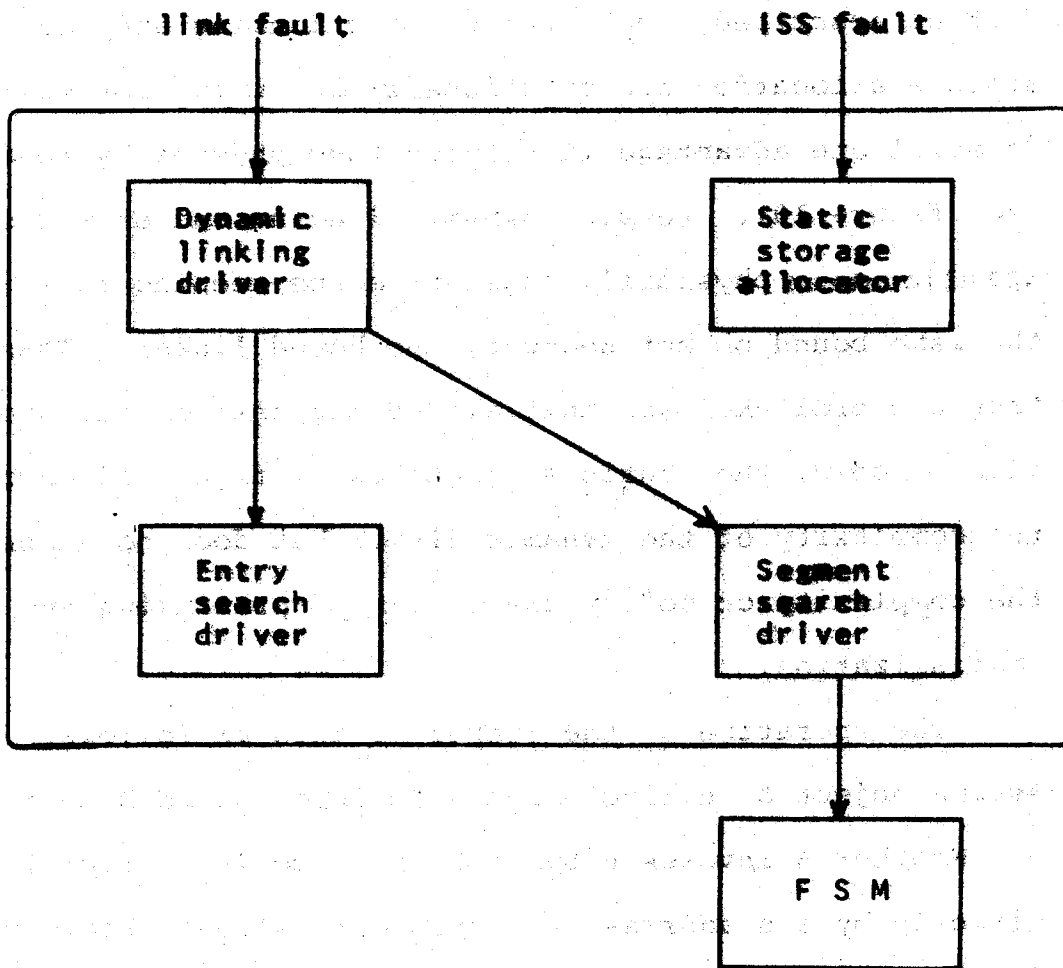 link fault
ISS fault
Dynamic
linking
driver
Static
storage
allocator
Entry
search
driver
Segment
search
driver
F S M